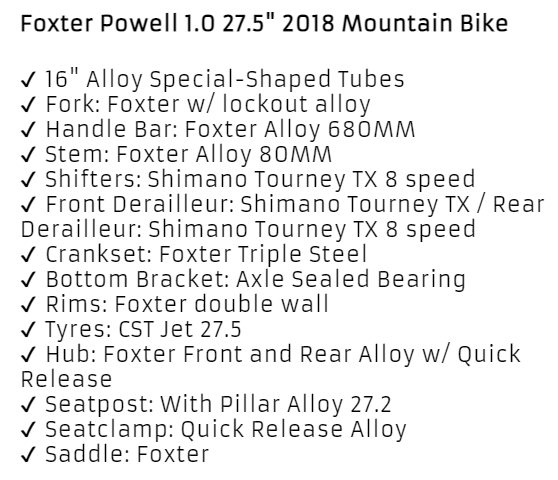 Foxter Powell 1.0 27.5" 2018 Mountain Bike
✓ 16" Alloy Special-Shaped Tubes
✓ Fork: Foxter w/ lockout alloy
✓ Handle Bar: Foxter Alloy 680MM
✓ Stem: Foxter Alloy 80MM
✓ Shifters: Shimano Tourney TX 8 speed
✓ Front Derailleur: Shimano Tourney TX / Rear
Derailleur: Shimano Tourney TX 8 speed
✓ Crankset: Foxter Triple Steel
✓ Bottom Bracket: Axle Sealed Bearing
✓ Rims: Foxter double wall
✓ Tyres: CST Jet 27.5
✓ Hub: Foxter Front and Rear Alloy w/ Quick
Release
✓ Seatpost: With Pillar Alloy 27.2
✓ Seatclamp: Quick Release Alloy
✓ Saddle: Foxter